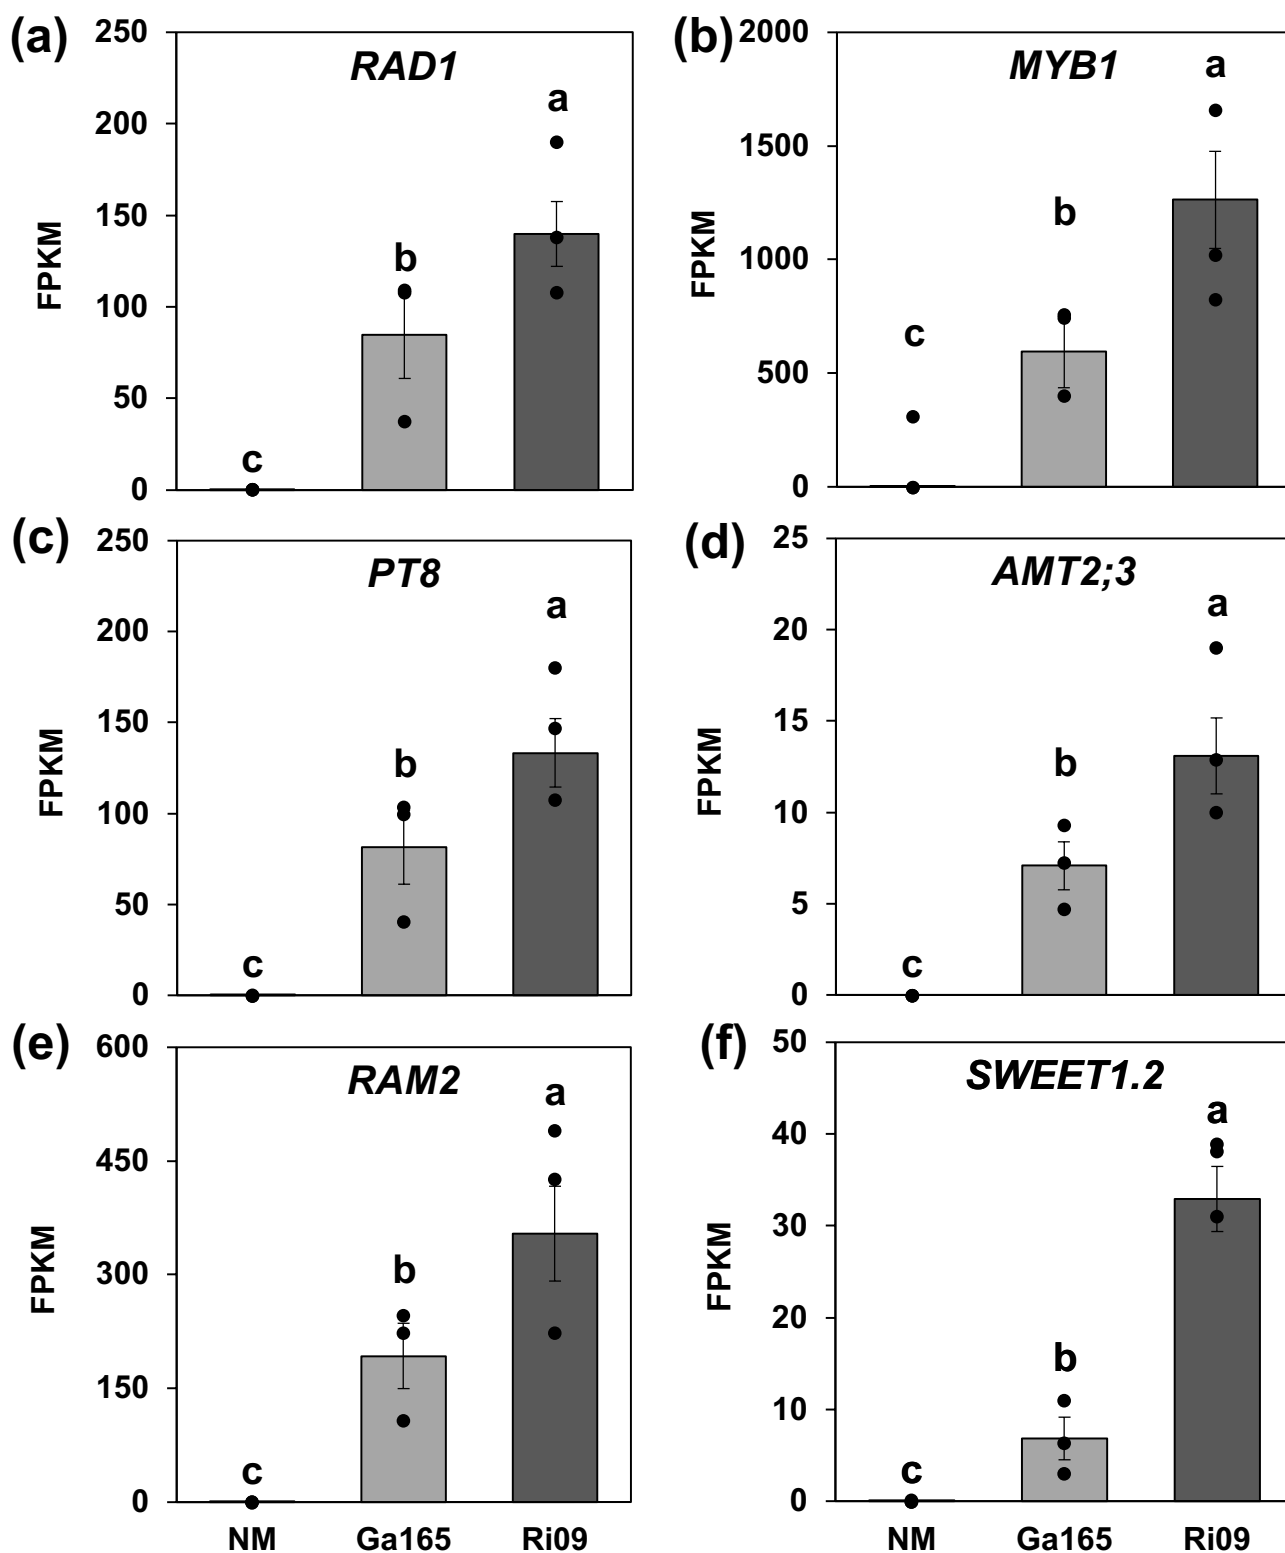 (a)
RAD1
250
200
150
100
50
0
FPKM
c
b
a
(b)
MYB1
2000
1500
1000
500
0
FPKM
c
b
a
(c)
PT8
250
200
150
100
50
0
FPKM
c
b
a
(d)
AMT2;3
25
20
15
10
5
0
FPKM
c
b
a
(e)
RAM2
600
450
300
150
0
FPKM
c
b
a
NM Ga165 Ri09
(f)
SWEET1.2
50
40
30
20
10
0
FPKM
c
b
a
NM Ga165 Ri09